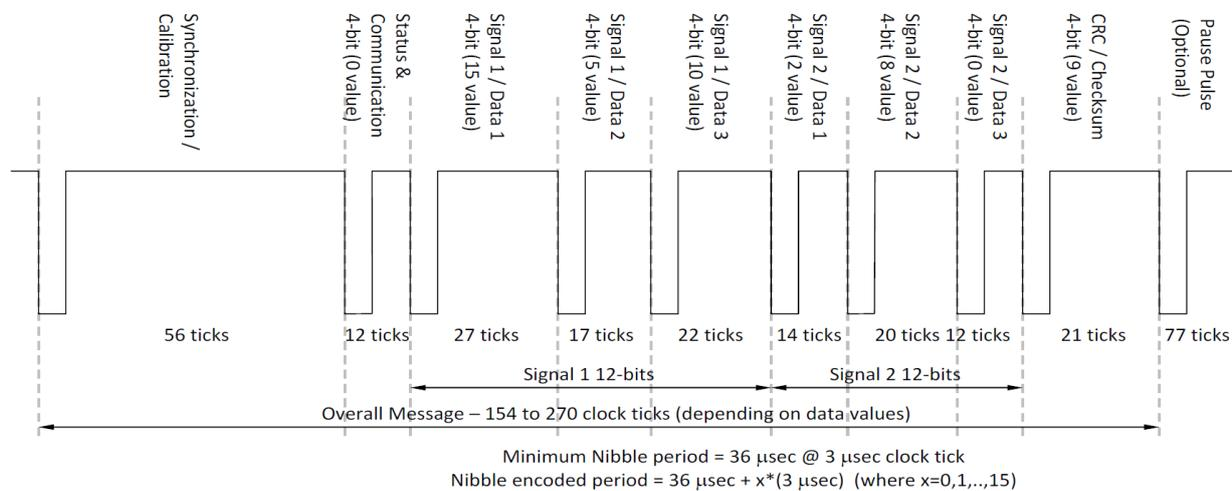 Synchronization /
Calibration
Status &
Communication
4-bit (0 value)
Signal 1 / Data 1
4-bit (15 value)
Signal 1 / Data 2
4-bit (5 value)
Signal 1 / Data 3
4-bit (10 value)
Signal 2 / Data 1
4-bit (2 value)
Signal 2 / Data 2
4-bit (8 value)
Signal 2 / Data 3
4-bit (0 value)
CRC / Checksum
4-bit (9 value)
Pause Pulse
(Optional)
56 ticks
12 ticks
27 ticks
17 ticks
22 ticks
14 ticks
20 ticks
12 ticks
21 ticks
77 ticks
Signal 1 12-bits
Signal 2 12-bits
Overall Message – 154 to 270 clock ticks (depending on data values)
Minimum Nibble period = 36 μsec @ 3 μsec clock tick
Nibble encoded period = 36 μsec + x*(3 μsec) (where x=0,1,..,15)